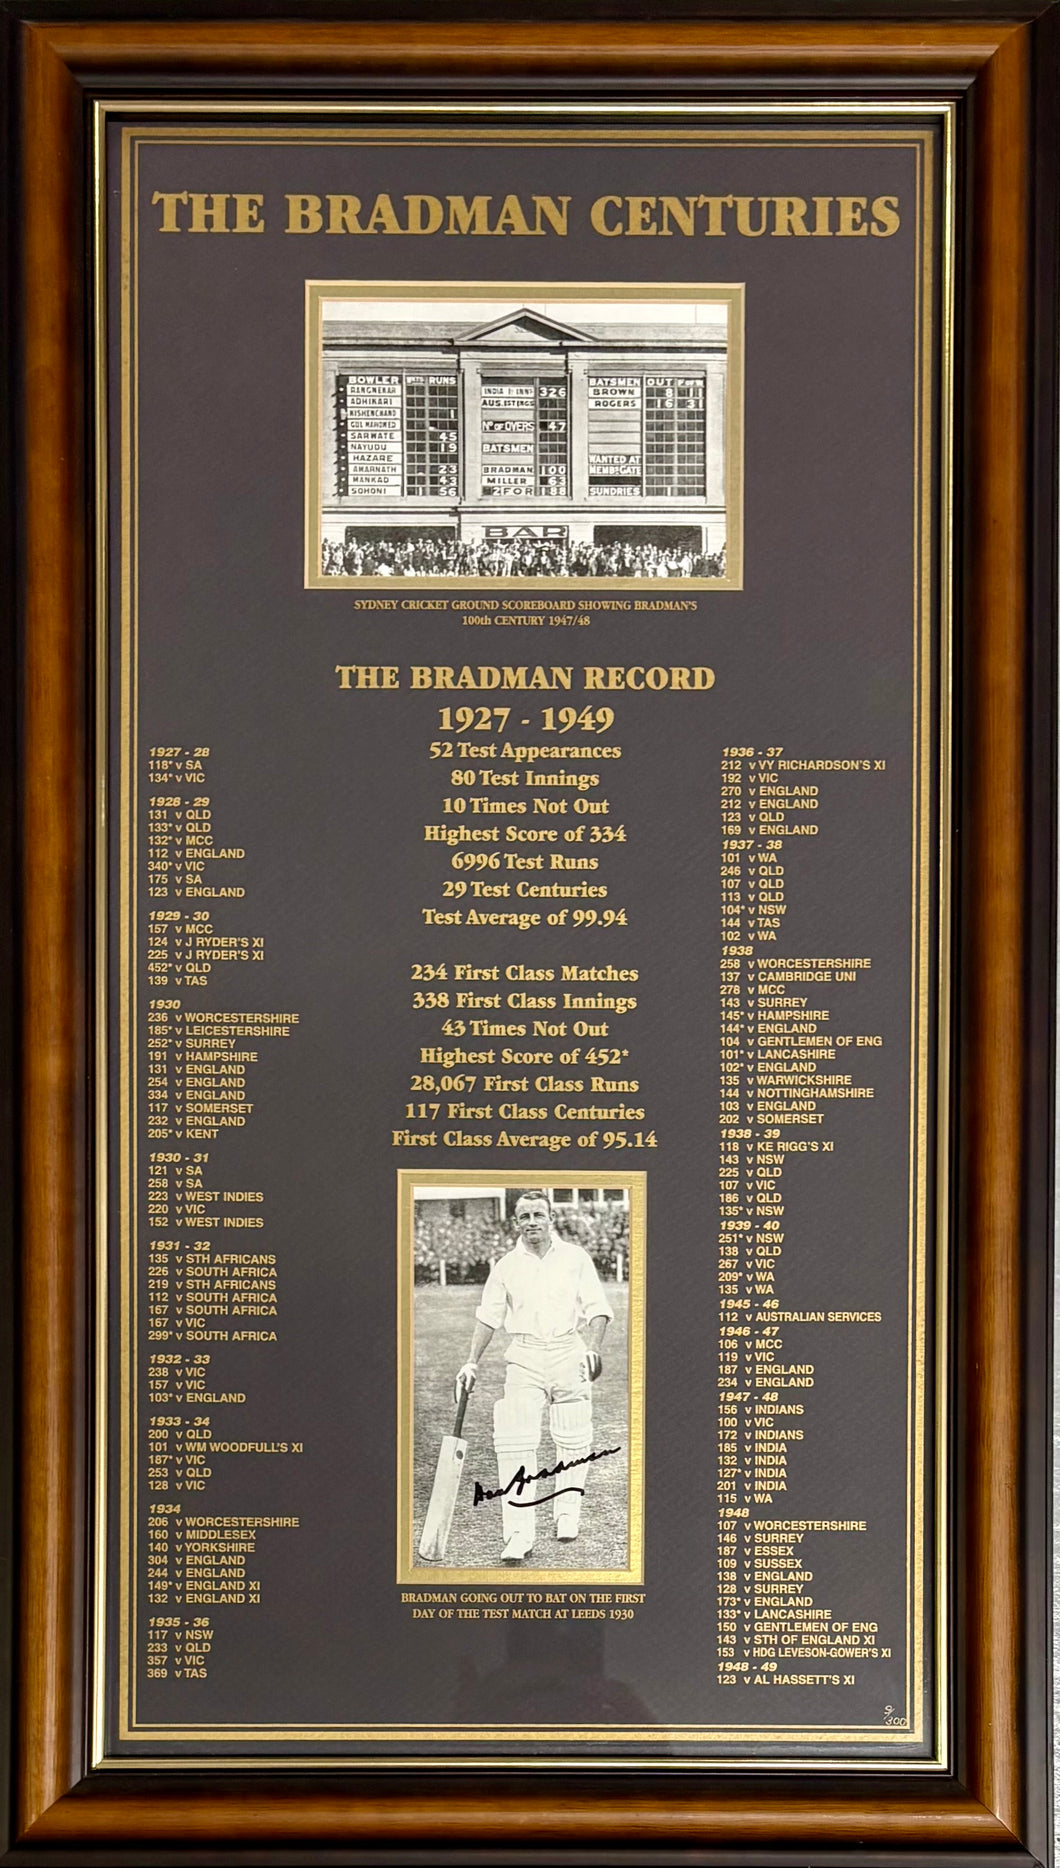 THE BRADMAN CENTURIES
BOWLER WKTS RUNS
RANGNEKAR
ADHIKARI
KISHENCHAND 1
GUL MAHOMED
SARWATE 45
NAYUDU 19
HAZARE
AMARNATH 23
MANKAD 43
SOHONI 1 56
INDIA 1st INNS 326
AUS. 1ST INGS
No OF OVERS 47
BATSMEN
BRADMAN 100
MILLER 63
2 FOR 188
BATSMEN OUT F of W
BROWN 8 11
ROGERS 16 31
WANTED AT
MEMBS GATE
SUNDRIES 1
BAR
SYDNEY CRICKET GROUND SCOREBOARD SHOWING BRADMAN'S
100th CENTURY 1947/48
THE BRADMAN RECORD
1927 - 1949
52 Test Appearances
80 Test Innings
10 Times Not Out
Highest Score of 334
6996 Test Runs
29 Test Centuries
Test Average of 99.94
234 First Class Matches
338 First Class Innings
43 Times Not Out
Highest Score of 452*
28,067 First Class Runs
117 First Class Centuries
First Class Average of 95.14
1927 - 28
118* v SA
134* v VIC
1928 - 29
131 v QLD
133* v QLD
132* v MCC
112 v ENGLAND
340* v VIC
175 v SA
123 v ENGLAND
1929 - 30
157 v MCC
124 v J RYDER'S XI
225 v J RYDER'S XI
452* v QLD
139 v TAS
1930
236 v WORCESTERSHIRE
185* v LEICESTERSHIRE
252* v SURREY
191 v HAMPSHIRE
131 v ENGLAND
254 v ENGLAND
334 v ENGLAND
117 v SOMERSET
232 v ENGLAND
205* v KENT
1930 - 31
121 v SA
258 v SA
223 v WEST INDIES
220 v VIC
152 v WEST INDIES
1931 - 32
135 v STH AFRICANS
226 v SOUTH AFRICA
219 v STH AFRICANS
112 v SOUTH AFRICA
167 v SOUTH AFRICA
167 v VIC
299* v SOUTH AFRICA
1932 - 33
238 v VIC
157 v VIC
103* v ENGLAND
1933 - 34
200 v QLD
101 v WM WOODFULL'S XI
187* v VIC
253 v QLD
128 v VIC
1934
206 v WORCESTERSHIRE
160 v MIDDLESEX
140 v YORKSHIRE
304 v ENGLAND
244 v ENGLAND
149* v ENGLAND XI
132 v ENGLAND XI
1935 - 36
117 v NSW
233 v QLD
357 v VIC
369 v TAS
1936 - 37
212 v VY RICHARDSON'S XI
192 v VIC
270 v ENGLAND
212 v ENGLAND
123 v QLD
169 v ENGLAND
1937 - 38
101 v WA
246 v QLD
107 v QLD
113 v QLD
104* v NSW
144 v TAS
102 v WA
1938
258 v WORCESTERSHIRE
137 v CAMBRIDGE UNI
278 v MCC
143 v SURREY
145* v HAMPSHIRE
144* v ENGLAND
104 v GENTLEMEN OF ENG
101* v LANCASHIRE
102* v ENGLAND
135 v WARWICKSHIRE
144 v NOTTINGHAMSHIRE
103 v ENGLAND
202 v SOMERSET
1938 - 39
118 v KE RIGG'S XI
143 v NSW
225 v QLD
107 v VIC
186 v QLD
135* v NSW
1939 - 40
251* v NSW
138 v QLD
267 v VIC
209* v WA
135 v WA
1945 - 46
112 v AUSTRALIAN SERVICES
1946 - 47
106 v MCC
119 v VIC
187 v ENGLAND
234 v ENGLAND
1947 - 48
156 v INDIANS
100 v VIC
172 v INDIANS
185 v INDIA
132 v INDIA
127* v INDIA
201 v INDIA
115 v WA
1948
107 v WORCESTERSHIRE
146 v SURREY
187 v ESSEX
109 v SUSSEX
138 v ENGLAND
128 v SURREY
173* v ENGLAND
133* v LANCASHIRE
150 v GENTLEMEN OF ENG
143 v STH OF ENGLAND XI
153 v HDG LEVESON-GOWER'S XI
1948 - 49
123 v AL HASSETT'S XI
Don Bradman
BRADMAN GOING OUT TO BAT ON THE FIRST
DAY OF THE TEST MATCH AT LEEDS 1930
9/300